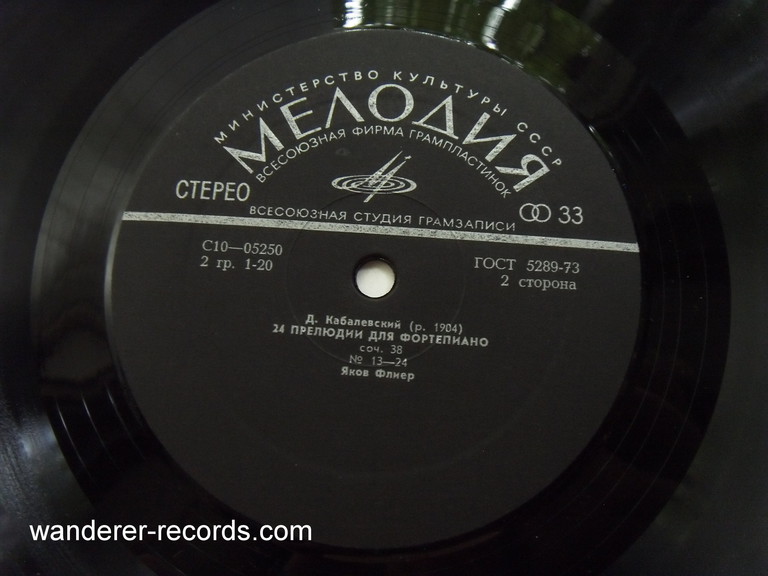 МИНИСТЕРСТВО КУЛЬТУРЫ СССР
МЕЛОДИЯ
ВСЕСОЮЗНАЯ ФИРМА ГРАМПЛАСТИНОК
СТЕРЕО
33
ВСЕСОЮЗНАЯ СТУДИЯ ГРАМЗАПИСИ
С10—05250
2 гр. 1-20
ГОСТ 5289-73
2 сторона
Д. Кабалевский (р. 1904)
24 ПРЕЛЮДИИ ДЛЯ ФОРТЕПИАНО
соч. 38
№ 13—24
Яков Флиер
wanderer-records.com